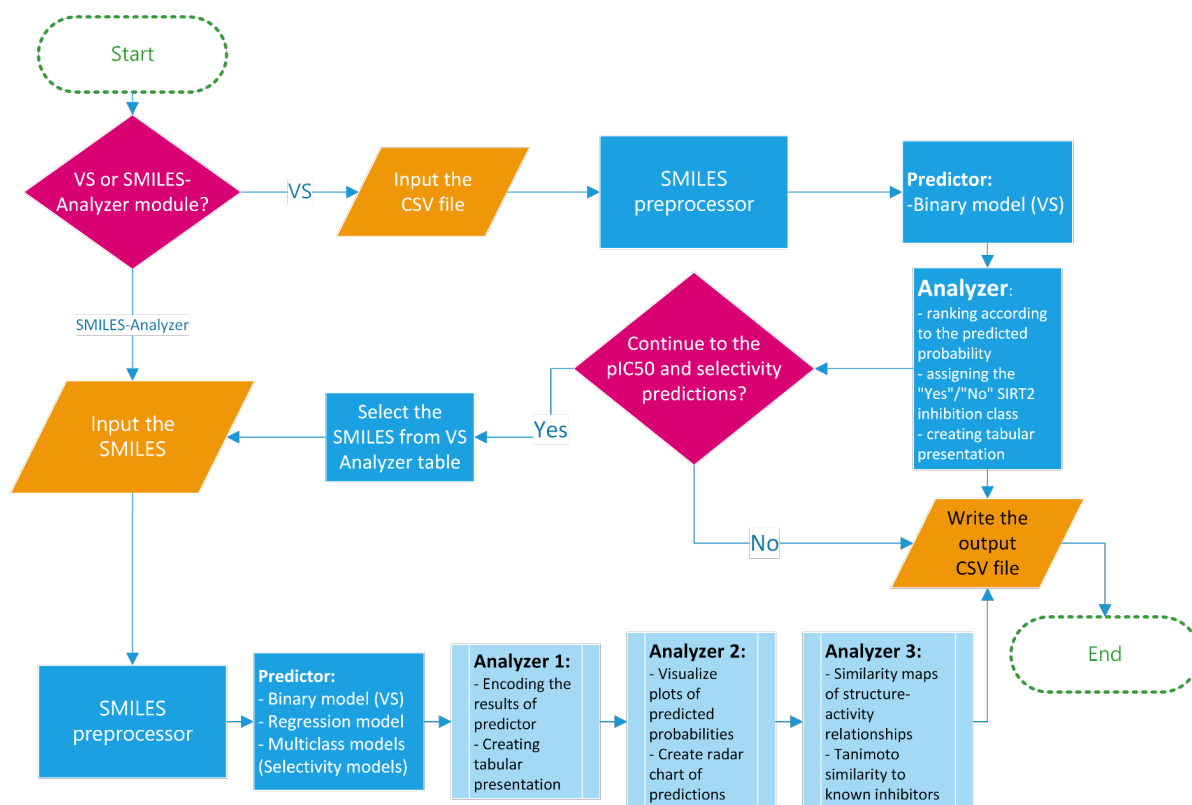 Start
VS or SMILES-
Analyzer module?
VS
Input the
CSV file
SMILES
preprocessor
Predictor:
-Binary model (VS)
Analyzer:
- ranking according
to the predicted
probability
- assigning the
"Yes"/"No" SIRT2
inhibition class
- creating tabular
presentation
Continue to the
pIC50 and selectivity
predictions?
Yes
Select the
SMILES from VS
Analyzer table
SMILES-Analyzer
Input the
SMILES
No
Write the
output
CSV file
End
SMILES
preprocessor
Predictor:
- Binary model (VS)
- Regression model
- Multiclass models
(Selectivity models)
Analyzer 1:
- Encoding the
results of
predictor
- Creating
tabular
presentation
Analyzer 2:
- Visualize
plots of
predicted
probabilities
- Create radar
chart of
predictions
Analyzer 3:
- Similarity maps
of structure-
activity
relationships
- Tanimoto
similarity to
known inhibitors